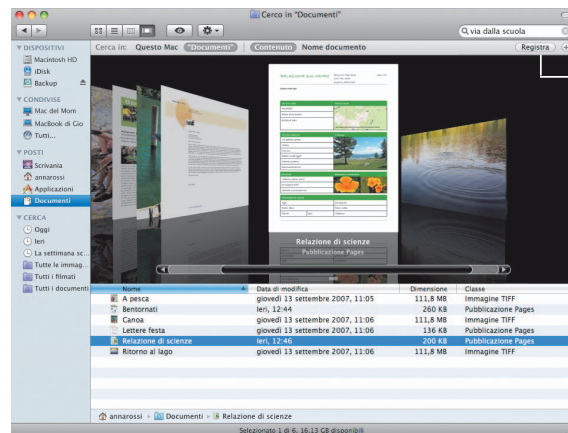 Cerco in "Documenti"
Q via dalla scuola
Cerca in: Questo Mac "Documenti" Contenuto Nome documento Registra
DISPOSITIVI
Macintosh HD
iDisk
Backup
CONDIVISE
Mac del Mom
MacBook di Gio
Tutti...
POSTI
Scrivania
annarossi
Applicazioni
Documenti
CERCA
Oggi
Ieri
La settimana sc...
Tutte le immag...
Tutti i filmati
Tutti i documenti
Relazione di scienze
Pubblicazione Pages
Nome Data di modifica Dimensione Classe
A pesca giovedì 13 settembre 2007, 11:05 111,8 MB Immagine TIFF
Bentornati Ieri, 12:44 260 KB Pubblicazione Pages
Canoa giovedì 13 settembre 2007, 11:06 111,8 MB Immagine TIFF
Lettere festa giovedì 13 settembre 2007, 11:06 136 KB Pubblicazione Pages
Relazione di scienze Ieri, 12:46 200 KB Pubblicazione Pages
Ritorno al lago giovedì 13 settembre 2007, 11:06 111,8 MB Immagine TIFF
annarossi Documenti Relazione di scienze
Selezionato 1 di 6, 16,13 GB disponibili